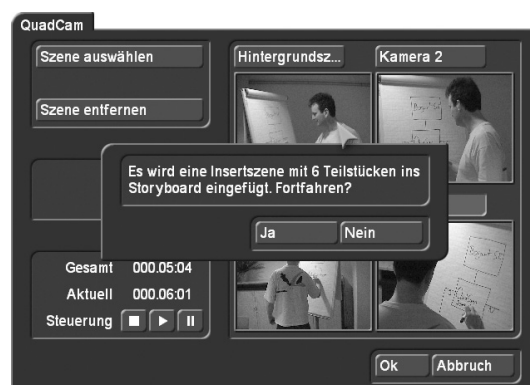 QuadCam
Szene auswählen
Szene entfernen
Hintergrundsz...
Kamera 2
Es wird eine Insertszene mit 6 Teilstücken ins
Storyboard eingefügt. Fortfahren?
Ja
Nein
Gesamt 000.05:04
Aktuell 000.06:01
Steuerung
Ok
Abbruch